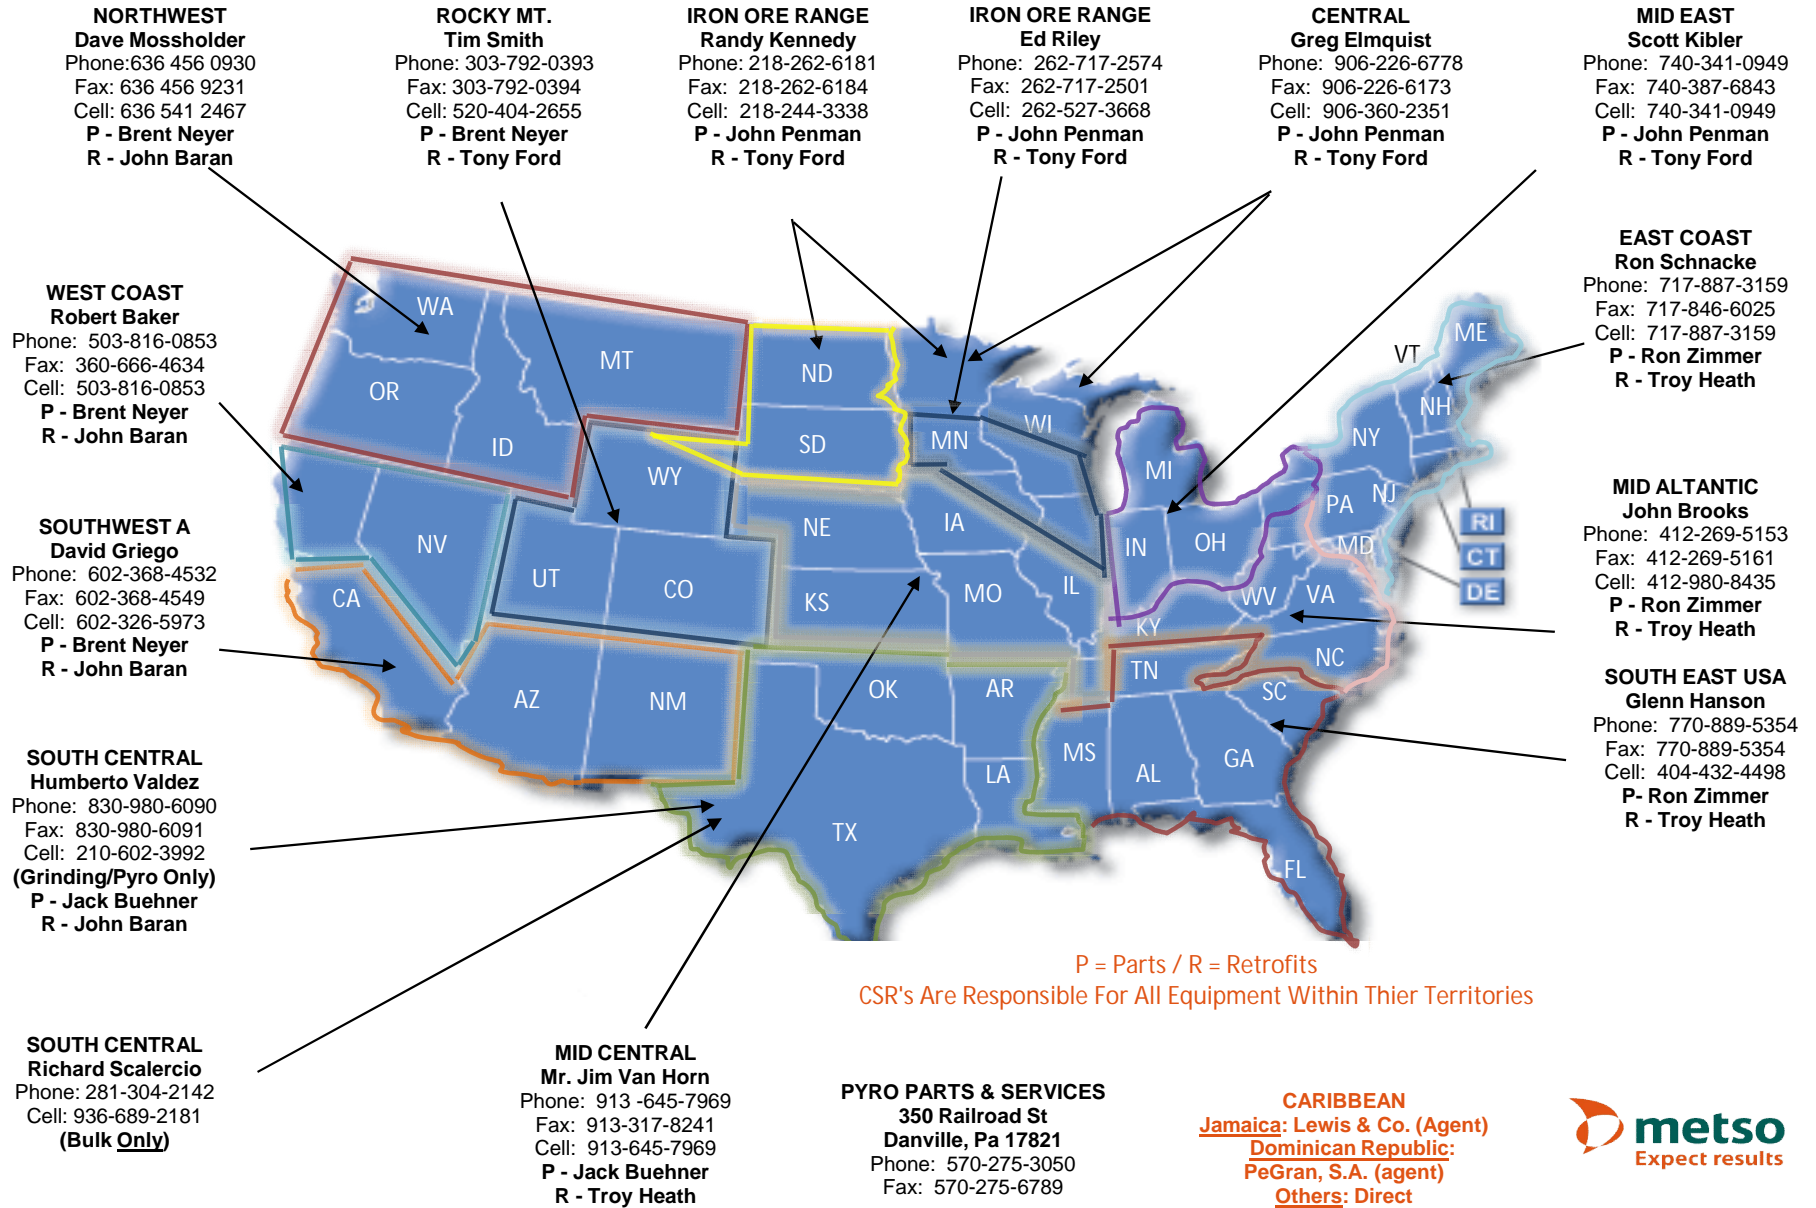 NORTHWEST
Dave Mossholder
Phone:636 456 0930
Fax: 636 456 9231
Cell: 636 541 2467
P - Brent Neyer
R - John Baran
ROCKY MT.
Tim Smith
Phone: 303-792-0393
Fax: 303-792-0394
Cell: 520-404-2655
P - Brent Neyer
R - Tony Ford
IRON ORE RANGE
Randy Kennedy
Phone: 218-262-6181
Fax: 218-262-6184
Cell: 218-244-3338
P - John Penman
R - Tony Ford
IRON ORE RANGE
Ed Riley
Phone: 262-717-2574
Fax: 262-717-2501
Cell: 262-527-3668
P - John Penman
R - Tony Ford
CENTRAL
Greg Elmquist
Phone: 906-226-6778
Fax: 906-226-6173
Cell: 906-360-2351
P - John Penman
R - Tony Ford
MID EAST
Scott Kibler
Phone: 740-341-0949
Fax: 740-387-6843
Cell: 740-341-0949
P - John Penman
R - Tony Ford
WEST COAST
Robert Baker
Phone: 503-816-0853
Fax: 360-666-4634
Cell: 503-816-0853
P - Brent Neyer
R - John Baran
EAST COAST
Ron Schnacke
Phone: 717-887-3159
Fax: 717-846-6025
Cell: 717-887-3159
P - Ron Zimmer
R - Troy Heath
SOUTHWEST A
David Griego
Phone: 602-368-4532
Fax: 602-368-4549
Cell: 602-326-5973
P - Brent Neyer
R - John Baran
MID ALTANTIC
John Brooks
Phone: 412-269-5153
Fax: 412-269-5161
Cell: 412-980-8435
P - Ron Zimmer
R - Troy Heath
SOUTH EAST USA
Glenn Hanson
Phone: 770-889-5354
Fax: 770-889-5354
Cell: 404-432-4498
P- Ron Zimmer
R - Troy Heath
SOUTH CENTRAL
Humberto Valdez
Phone: 830-980-6090
Fax: 830-980-6091
Cell: 210-602-3992
(Grinding/Pyro Only)
P - Jack Buehner
R - John Baran
WA
OR
MT
ID
ND
SD
WY
MN
WI
MI
VT
ME
NH
NY
PA
NJ
MD
RI
CT
DE
NV
CA
UT
CO
NE
KS
IA
MO
IL
IN
OH
WV
VA
KY
TN
NC
SC
AZ
NM
OK
AR
TX
LA
MS
AL
GA
FL
P = Parts / R = Retrofits
CSR's Are Responsible For All Equipment Within Thier Territories
SOUTH CENTRAL
Richard Scalercio
Phone: 281-304-2142
Cell: 936-689-2181
(Bulk Only)
MID CENTRAL
Mr. Jim Van Horn
Phone: 913 -645-7969
Fax: 913-317-8241
Cell: 913-645-7969
P - Jack Buehner
R - Troy Heath
PYRO PARTS & SERVICES
350 Railroad St
Danville, Pa 17821
Phone: 570-275-3050
Fax: 570-275-6789
CARIBBEAN
Jamaica: Lewis & Co. (Agent)
Dominican Republic:
PeGran, S.A. (agent)
Others: Direct
metso
Expect results